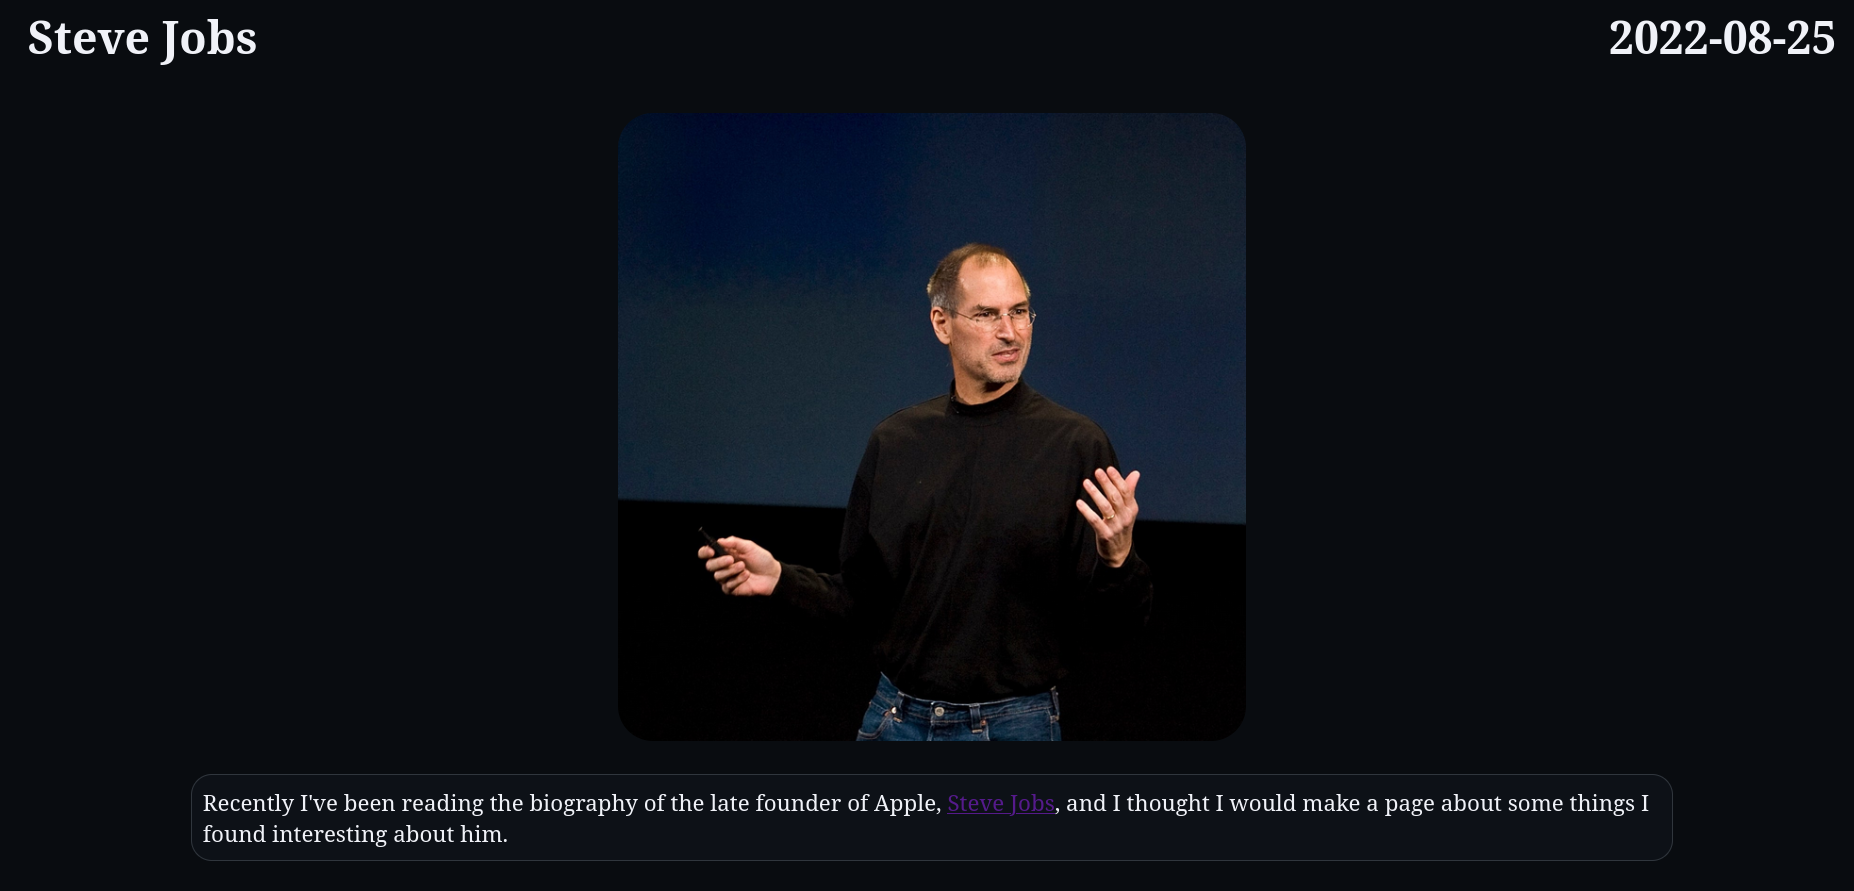 Steve Jobs
2022-08-25
Recently I've been reading the biography of the late founder of Apple, Steve Jobs, and I thought I would make a page about some things I
found interesting about him.